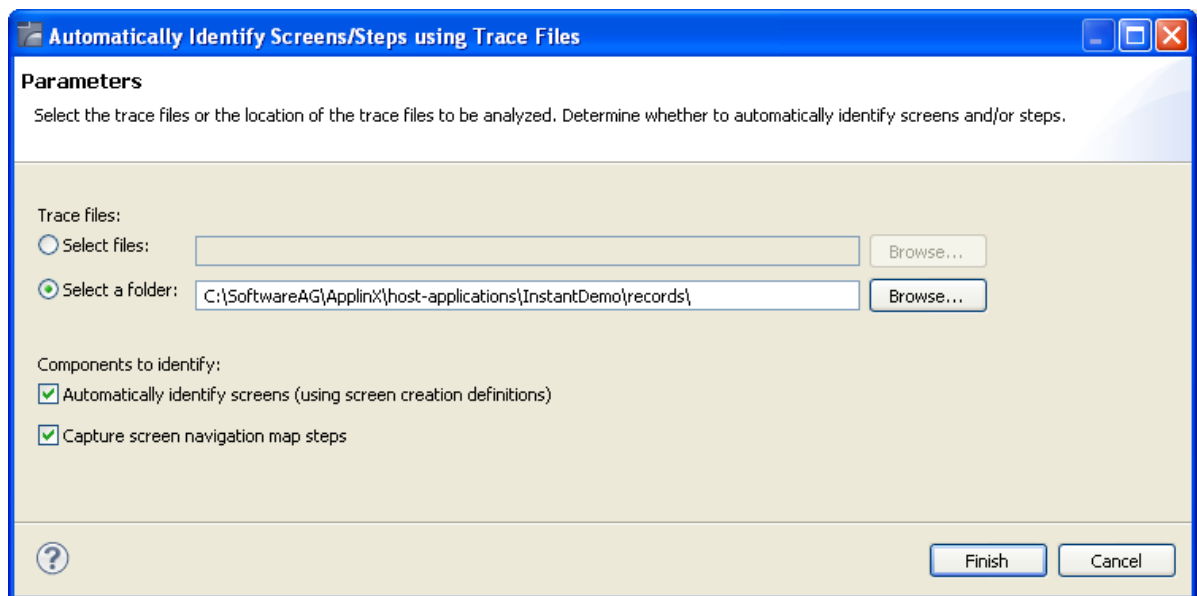 Automatically Identify Screens/Steps using Trace Files
Parameters
Select the trace files or the location of the trace files to be analyzed. Determine whether to automatically identify screens and/or steps.
Trace files:
Select files: Browse...
Select a folder: C:\SoftwareAG\ApplinX\host-applications\InstantDemo\records\ Browse...
Components to identify:
Automatically identify screens (using screen creation definitions)
Capture screen navigation map steps
? Finish Cancel